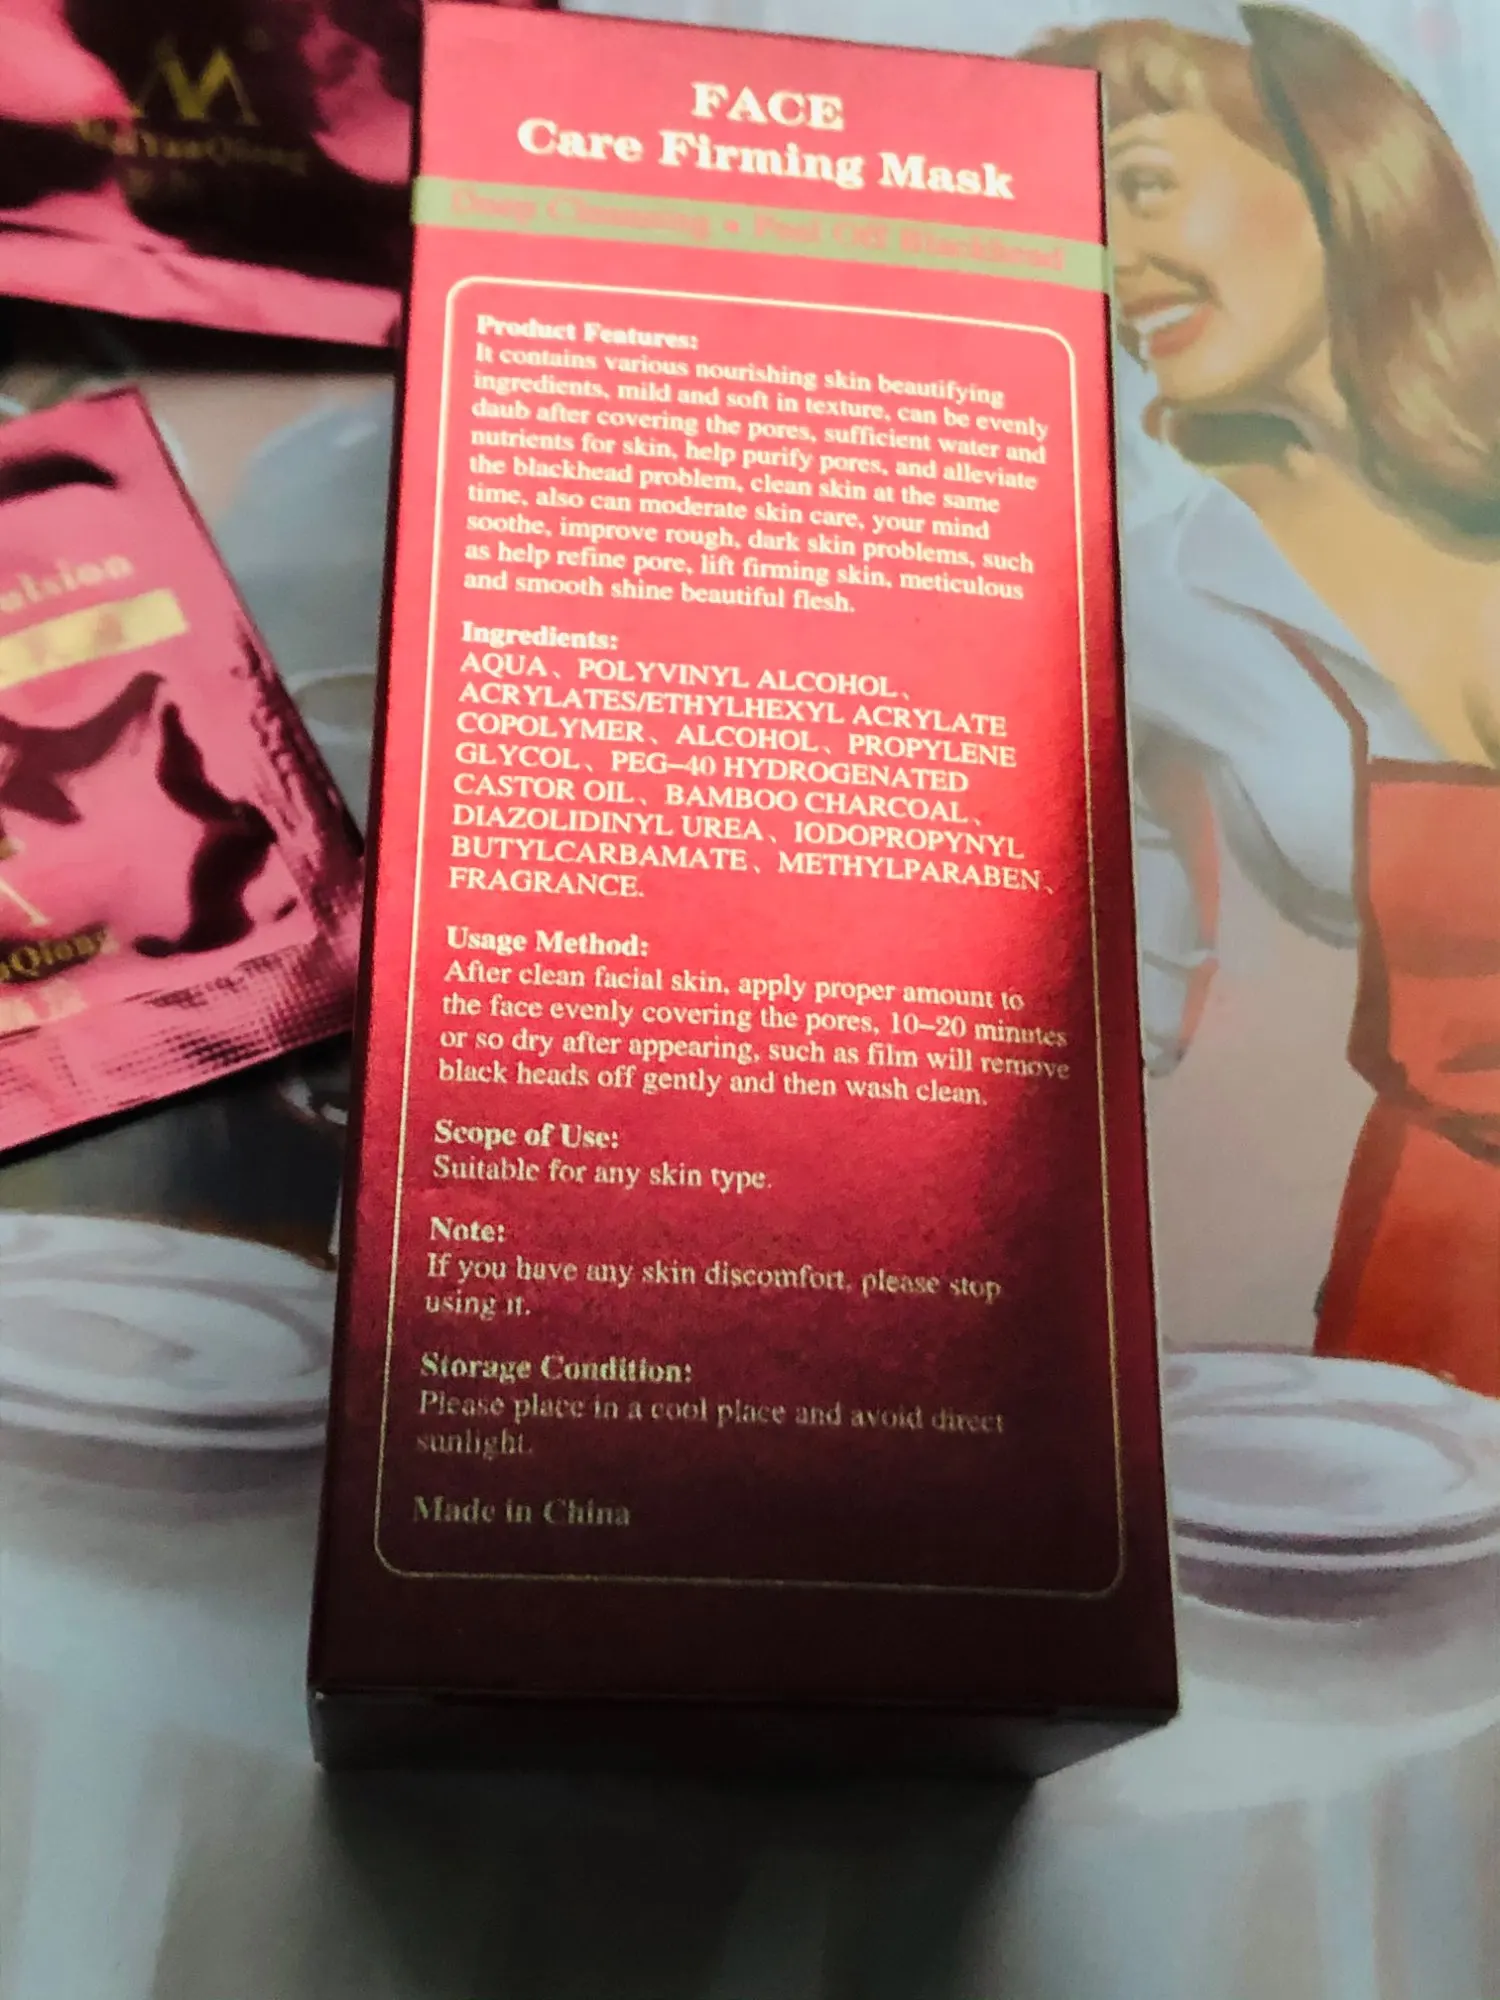 FACE
Care Firming Mask
Deep Cleansing • Peel Off Blackhead
Product Features:
It contains various nourishing skin beautifying
ingredients, mild and soft in texture, can be evenly
daub after covering the pores, sufficient water and
nutrients for skin, help purify pores, and alleviate
the blackhead problem, clean skin at the same
time, also can moderate skin care, your mind
soothe, improve rough, dark skin problems, such
as help refine pore, lift firming skin, meticulous
and smooth shine beautiful flesh.
Ingredients:
AQUA、POLYVINYL ALCOHOL、
ACRYLATES/ETHYLHEXYL ACRYLATE
COPOLYMER、ALCOHOL、PROPYLENE
GLYCOL、PEG-40 HYDROGENATED
CASTOR OIL、BAMBOO CHARCOAL、
DIAZOLIDINYL UREA、IODOPROPYNYL
BUTYLCARBAMATE、METHYLPARABEN、
FRAGRANCE.
Usage Method:
After clean facial skin, apply proper amount to
the face evenly covering the pores, 10-20 minutes
or so dry after appearing, such as film will remove
black heads off gently and then wash clean.
Scope of Use:
Suitable for any skin type.
Note:
If you have any skin discomfort, please stop
using it.
Storage Condition:
Please place in a cool place and avoid direct
sunlight.
Made in China
MeiYanQiong